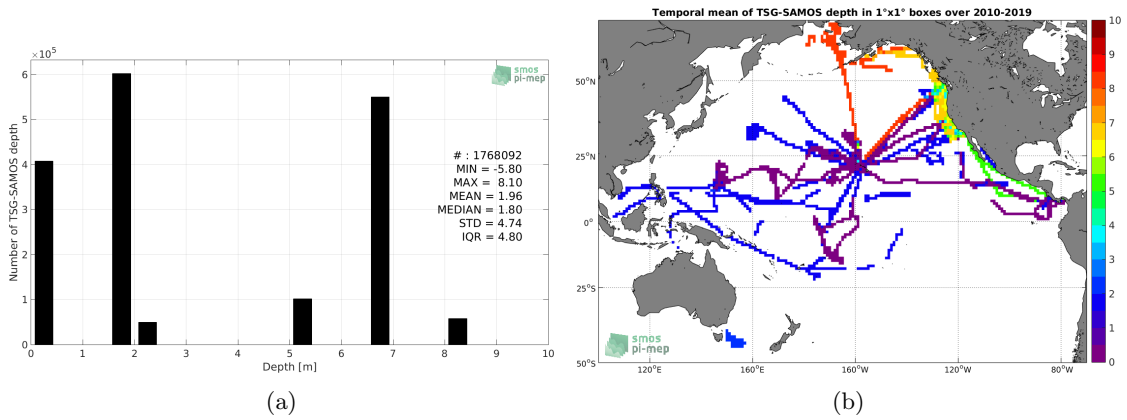 ×10⁵
6
5
4
3
2
1
0
Number of TSG-SAMOS depth
smos
pi-mep
# : 1768092
MIN = -5.80
MAX = 8.10
MEAN = 1.96
MEDIAN = 1.80
STD = 4.74
IQR = 4.80
0 1 2 3 4 5 6 7 8 9 10
Depth [m]
(a)
Temporal mean of TSG-SAMOS depth in 1°x1° boxes over 2010-2019
50°N
25°N
0°
25°S
50°S
smos
pi-mep
120°E 160°E 160°W 120°W 80°W
10
9
8
7
6
5
4
3
2
1
0
(b)